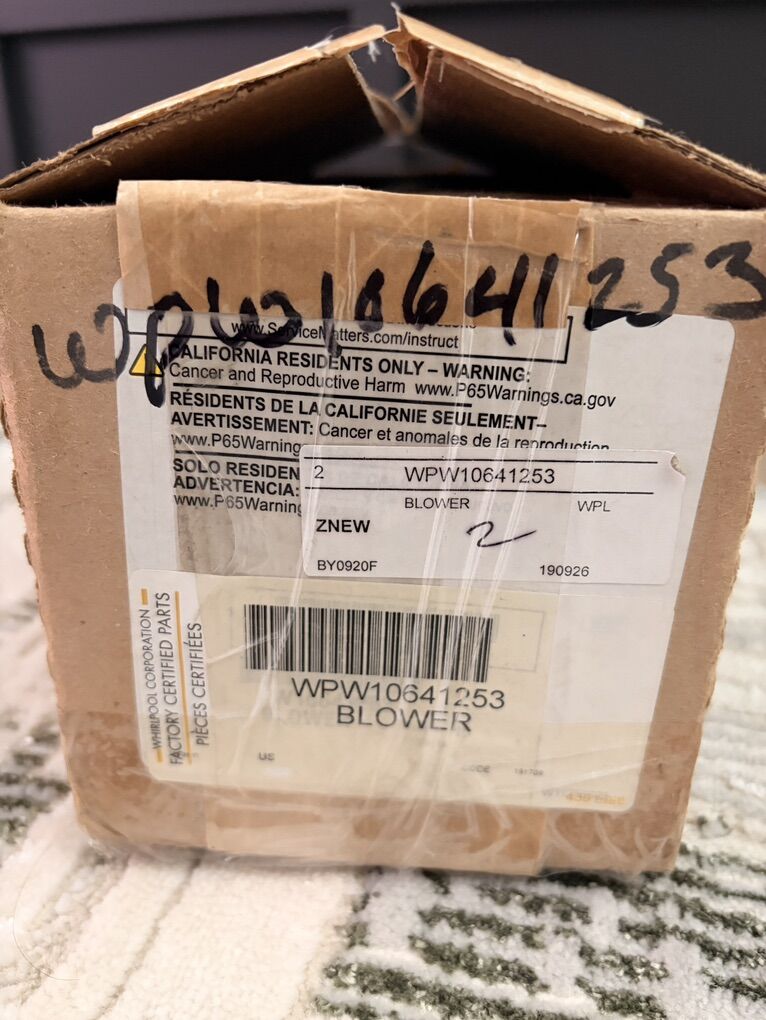 WPW10641253
www.ServiceMatters.com/instruct
CALIFORNIA RESIDENTS ONLY – WARNING:
Cancer and Reproductive Harm www.P65Warnings.ca.gov
RÉSIDENTS DE LA CALIFORNIE SEULEMENT–
AVERTISSEMENT: Cancer et anomales de la reproduction
www.P65Warning
SOLO RESIDEN
ADVERTENCIA:
www.P65Warning
2 WPW10641253
BLOWER WPL
ZNEW 2
BY0920F 190926
WHIRLPOOL CORPORATION
FACTORY CERTIFIED PARTS
PIÈCES CERTIFIÉES
WPW10641253
BLOWER
US